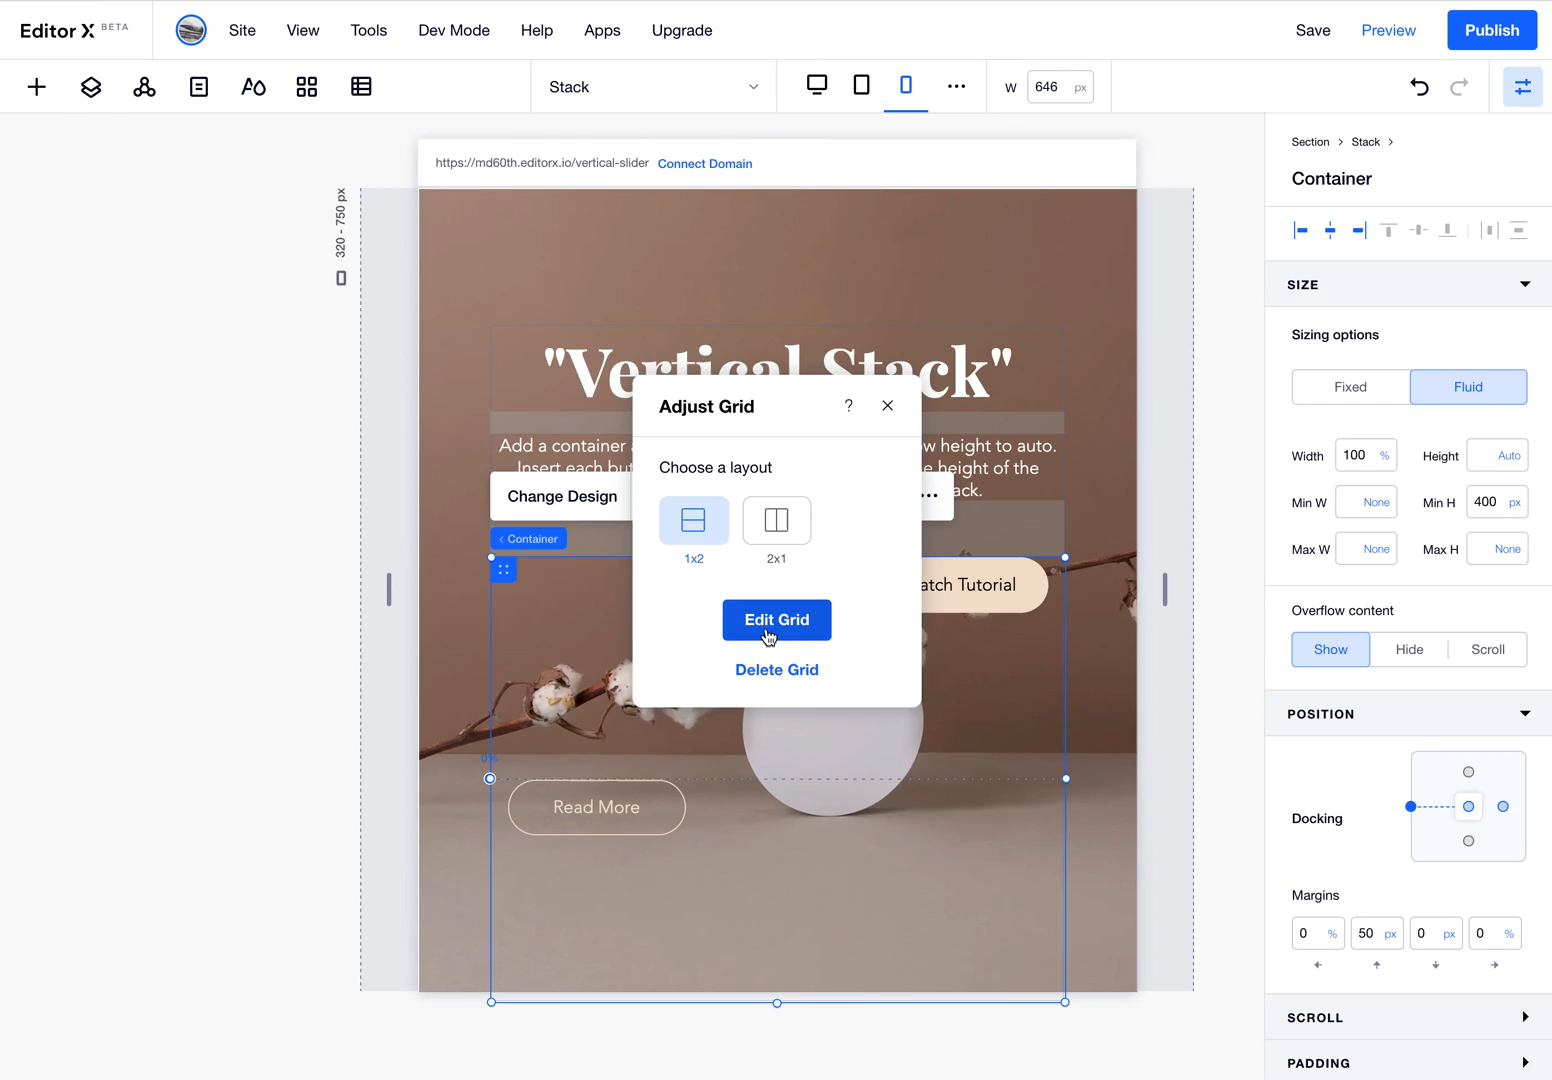 Editor X BETA
Site View Tools Dev Mode Help Apps Upgrade
Save Preview Publish
Stack
W 646 px
https://md60th.editorx.io/vertical-slider Connect Domain
320 - 750 px
"Vertical Stack"
Add a container
w height to auto.
Insert each but
e height of the
ack.
Change Design
< Container
Adjust Grid ?
Choose a layout
1x2 2x1
Edit Grid
Delete Grid
atch Tutorial
0%
Read More
Section > Stack >
Container
SIZE
Sizing options
Fixed Fluid
Width 100 % Height Auto
Min W None Min H 400 px
Max W None Max H None
Overflow content
Show Hide Scroll
POSITION
Docking
Margins
0 % 50 px 0 px 0 %
SCROLL
PADDING